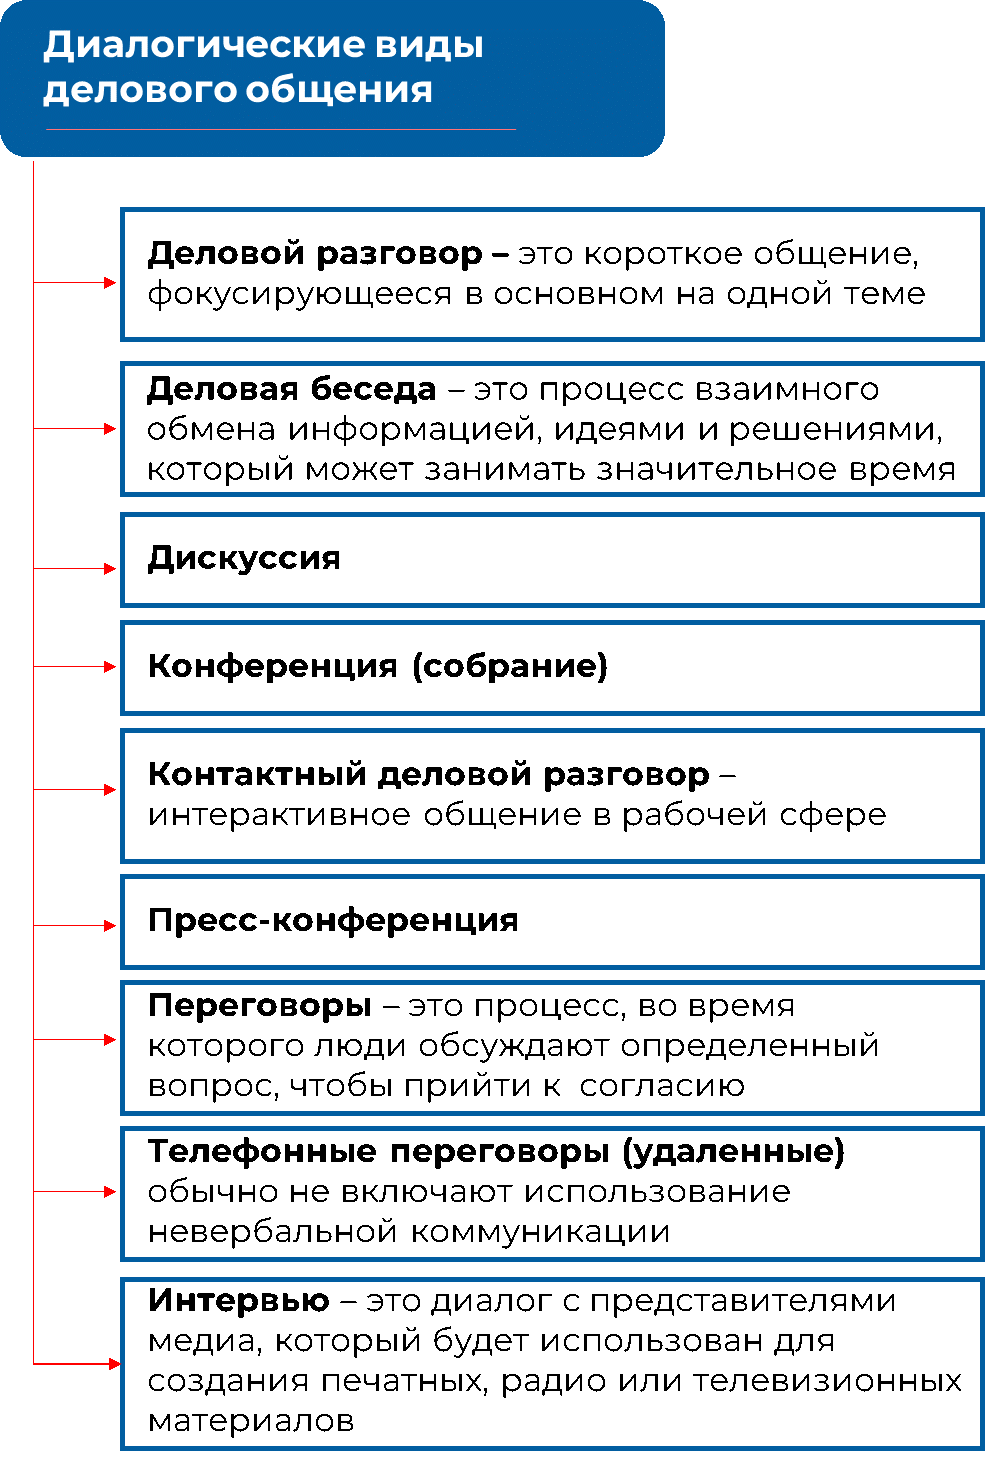 Диалогические виды
делового общения
Деловой разговор – это короткое общение,
фокусирующееся в основном на одной теме
Деловая беседа – это процесс взаимного
обмена информацией, идеями и решениями,
который может занимать значительное время
Дискуссия
Конференция (собрание)
Контактный деловой разговор –
интерактивное общение в рабочей сфере
Пресс-конференция
Переговоры – это процесс, во время
которого люди обсуждают определенный
вопрос, чтобы прийти к  согласию
Телефонные переговоры (удаленные)
обычно не включают использование
невербальной коммуникации
Интервью – это диалог с представителями
медиа, который будет использован для
создания печатных, радио или телевизионных
материалов